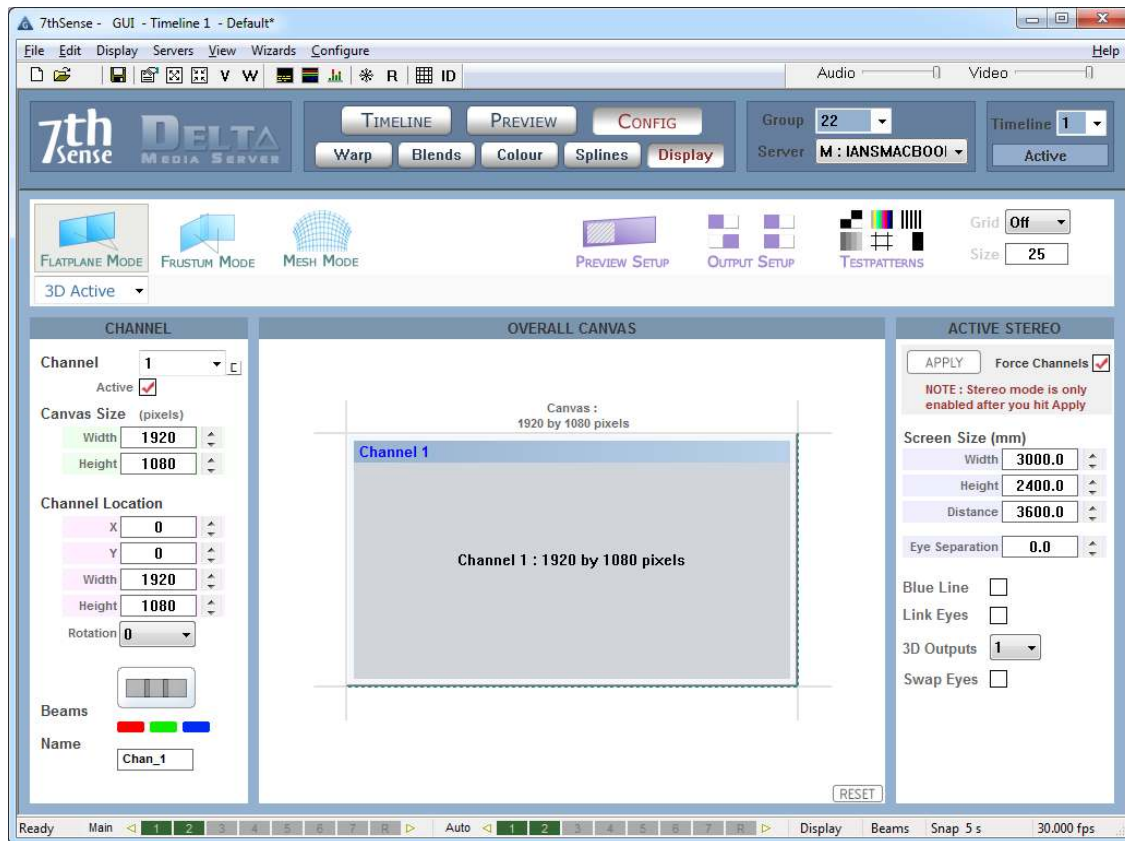 7thSense - GUI - Timeline 1 - Default*
File Edit Display Servers View Wizards Configure Help
V W R ID Audio Video
7th Sense DELTA MEDIA SERVER
TIMELINE PREVIEW CONFIG
Warp Blends Colour Splines Display
Group 22
Server M : IANSMACBOO
Timeline 1
Active
FLATPLANE MODE FRUSTUM MODE MESH MODE PREVIEW SETUP OUTPUT SETUP TESTPATTERNS
Grid Off
Size 25
3D Active
CHANNEL
Channel 1
Active
Canvas Size (pixels)
Width 1920
Height 1080
Channel Location
X 0
Y 0
Width 1920
Height 1080
Rotation 0
Beams
Name
Chan_1
OVERALL CANVAS
Canvas :
1920 by 1080 pixels
Channel 1
Channel 1 : 1920 by 1080 pixels
RESET
ACTIVE STEREO
APPLY Force Channels
NOTE : Stereo mode is only
enabled after you hit Apply
Screen Size (mm)
Width 3000.0
Height 2400.0
Distance 3600.0
Eye Separation 0.0
Blue Line
Link Eyes
3D Outputs 1
Swap Eyes
Ready Main 1 2 3 4 5 6 7 R Auto 1 2 3 4 5 6 7 R Display Beams Snap 5 s 30.000 fps